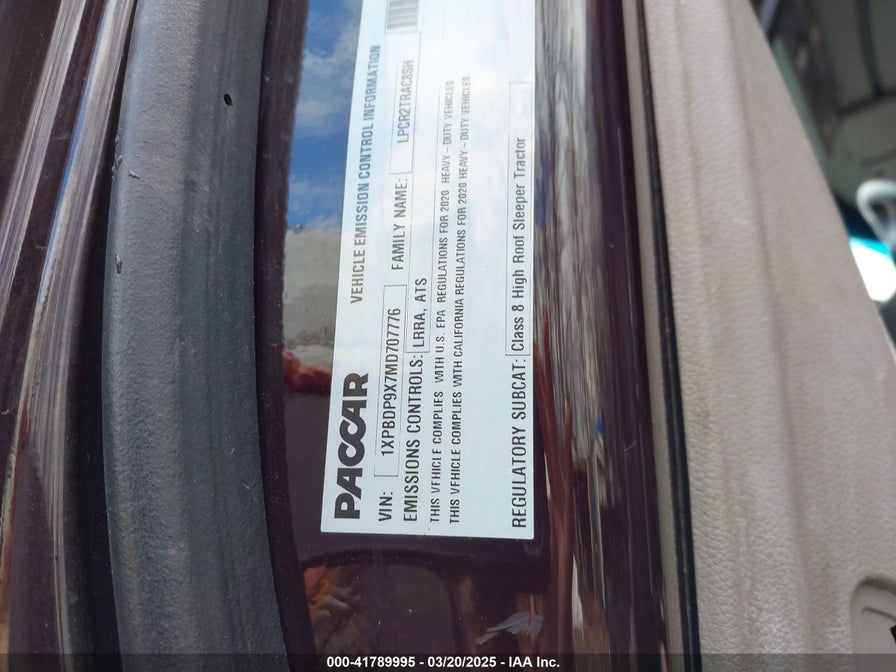 PACCAR VEHICLE EMISSION CONTROL INFORMATION
VIN: 1XPBDP9X7MD707776 FAMILY NAME: LPCR2TRAC8SH
EMISSIONS CONTROLS: LRRA, ATS
THIS VEHICLE COMPLIES WITH U.S. EPA REGULATIONS FOR 2020 HEAVY - DUTY VEHICLES
THIS VEHICLE COMPLIES WITH CALIFORNIA REGULATIONS FOR 2020 HEAVY - DUTY VEHICLES
REGULATORY SUBCAT: Class 8 High Roof Sleeper Tractor
000-41789995 - 03/20/2025 - IAA Inc.